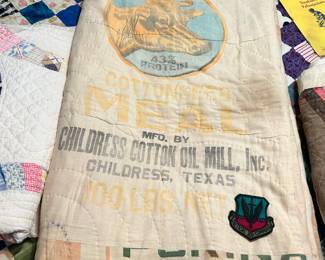 43%
PROTEIN
COTTONSEED
MEAL
MFD. BY
CHILDRESS COTTON OIL MILL, Inc.
CHILDRESS, TEXAS
100 LBS. NET